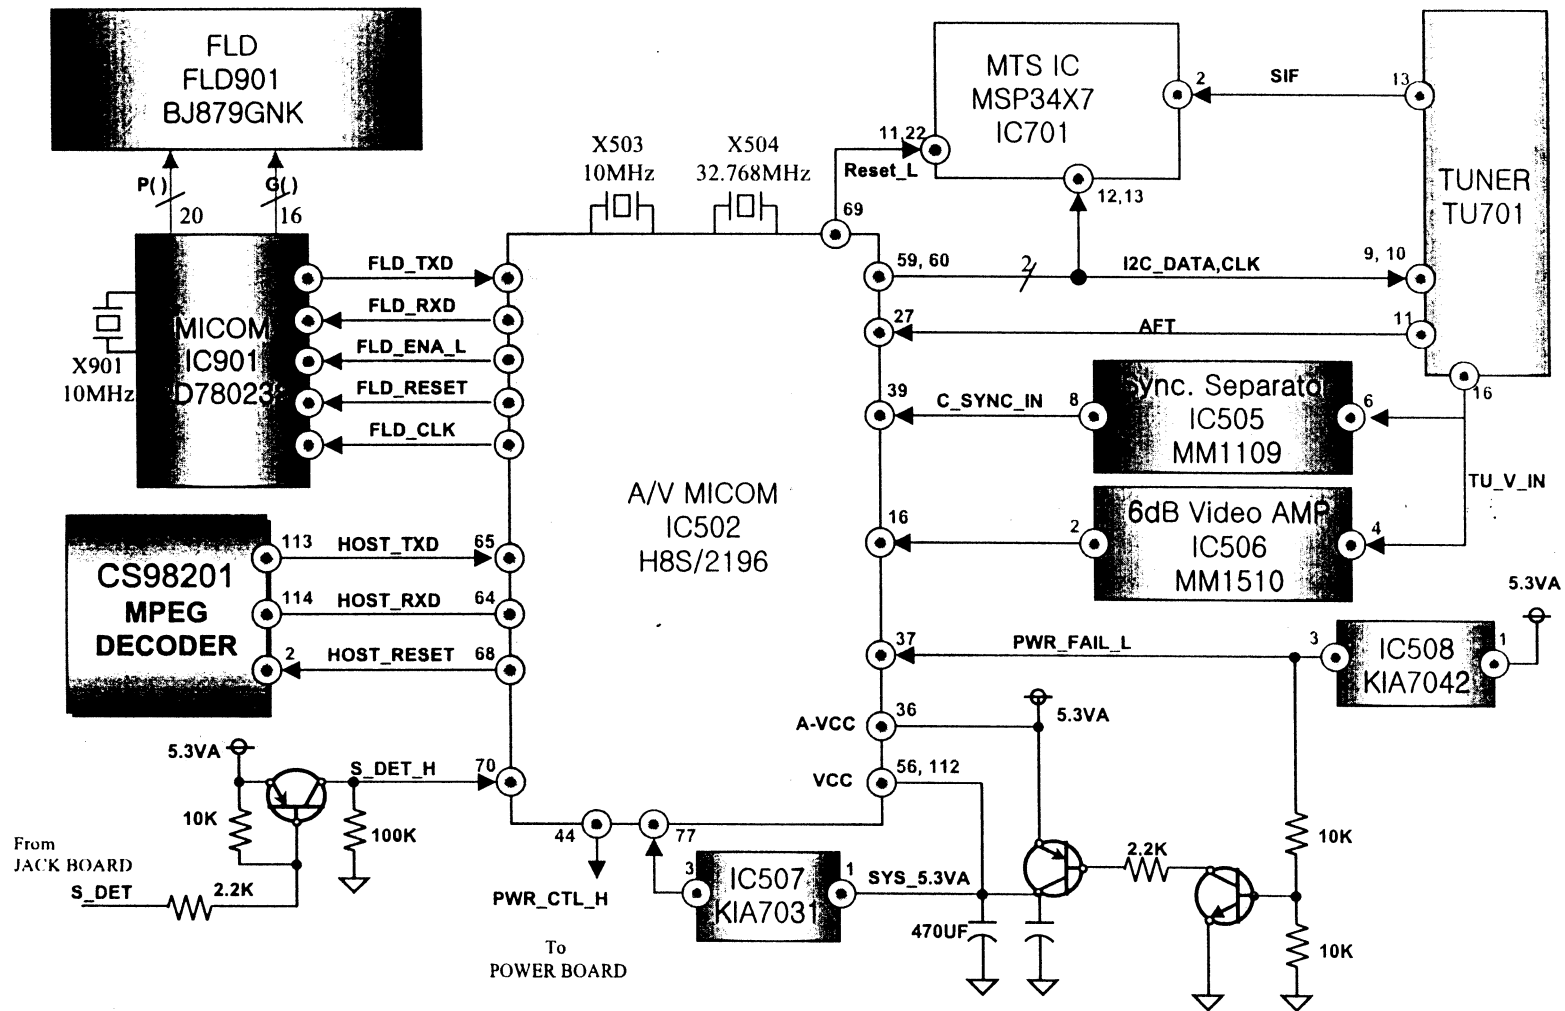 FLD
FLD901
BJ879GNK
P( )
20
G( )
16
MICOM
IC901
D780232
X901
10MHz
FLD_TXD
FLD_RXD
FLD_ENA_L
FLD_RESET
FLD_CLK
X503
10MHz
X504
32.768MHz
A/V MICOM
IC502
H8S/2196
MTS IC
MSP34X7
IC701
11,22
Reset_L
69
12,13
2
SIF
13
TUNER
TU701
59, 60
2
I2C_DATA,CLK
9, 10
27
AFT
11
16
39
C_SYNC_IN
8
Sync. Separator
IC505
MM1109
6
TU_V_IN
16
2
6dB Video AMP
IC506
MM1510
4
CS98201
MPEG
DECODER
113
HOST_TXD
65
114
HOST_RXD
64
2
HOST_RESET
68
37
PWR_FAIL_L
3
IC508
KIA7042
1
5.3VA
A-VCC
36
5.3VA
VCC
56, 112
5.3VA
S_DET_H
70
10K
100K
From
JACK BOARD
S_DET
2.2K
44
PWR_CTL_H
To
POWER BOARD
77
3
IC507
KIA7031
1
SYS_5.3VA
470UF
2.2K
10K
10K